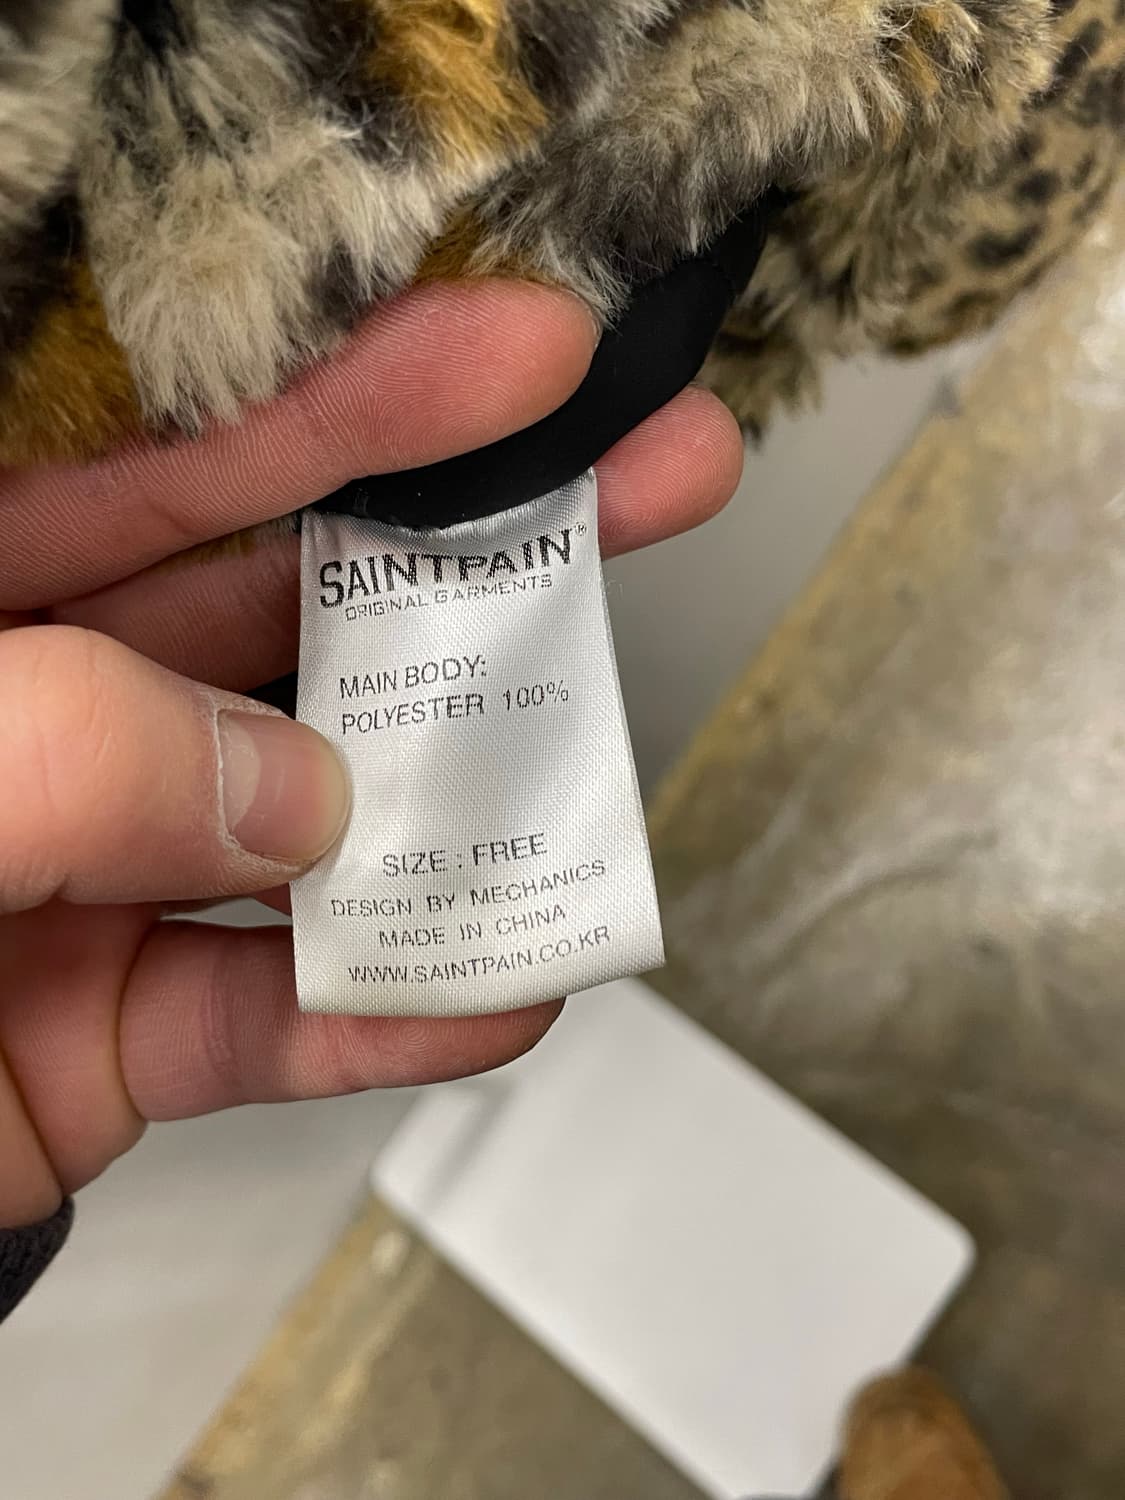 SAINTPAIN®
ORIGINAL GARMENTS
MAIN BODY:
POLYESTER 100%
SIZE : FREE
DESIGN BY MECHANICS
MADE IN CHINA
WWW.SAINTPAIN.CO.KR